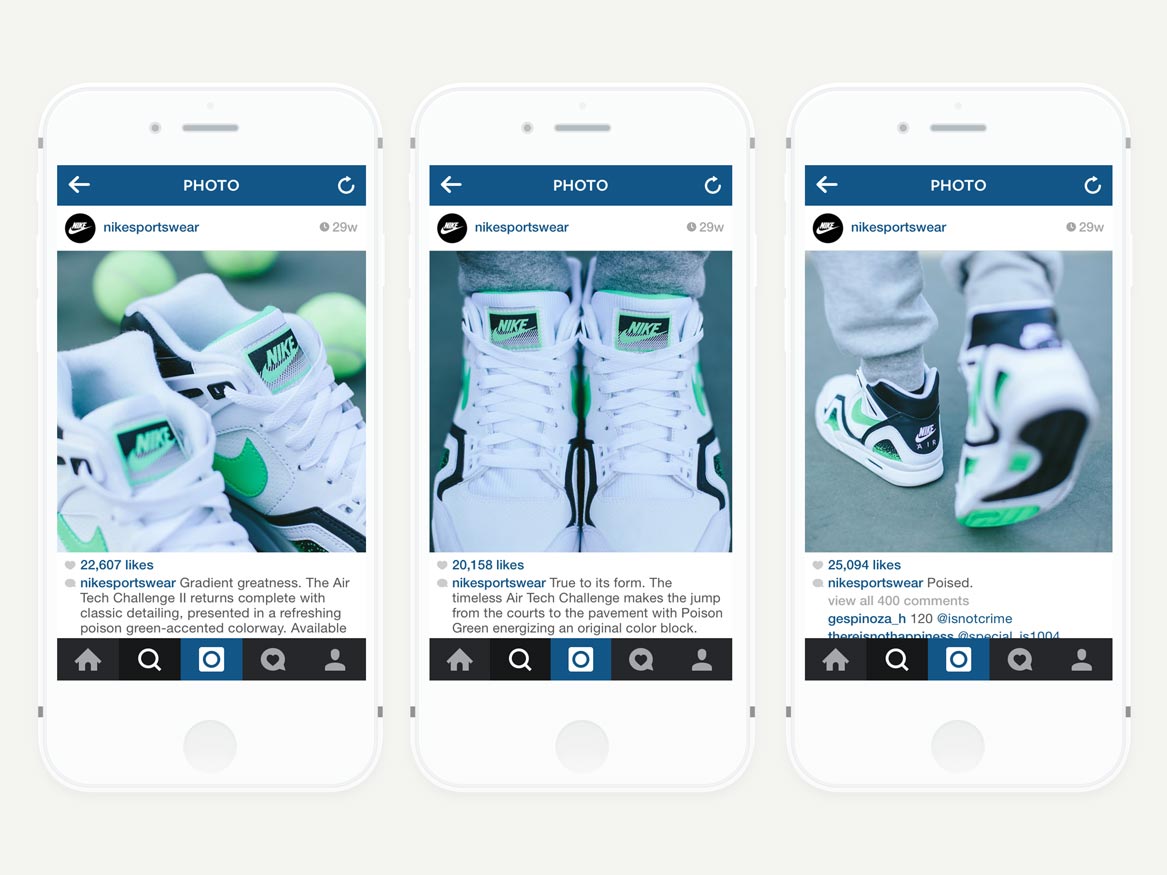 PHOTO
nikesportswear
29w
NIKE
NIKE
22,607 likes
nikesportswear Gradient greatness. The Air
Tech Challenge II returns complete with
classic detailing, presented in a refreshing
poison green-accented colorway. Available
PHOTO
nikesportswear
29w
NIKE
NIKE
20,158 likes
nikesportswear True to its form. The
timeless Air Tech Challenge makes the jump
from the courts to the pavement with Poison
Green energizing an original color block.
PHOTO
nikesportswear
29w
NIKE
AIR
25,094 likes
nikesportswear Poised.
view all 400 comments
gespinoza_h 120 @isnotcrime
thereispothappiness @special_is1004